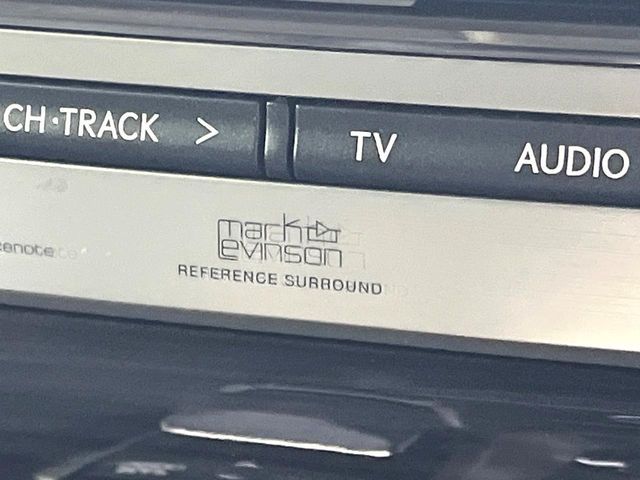 CH·TRACK > TV AUDIO
mark
Levinson
REFERENCE SURROUND